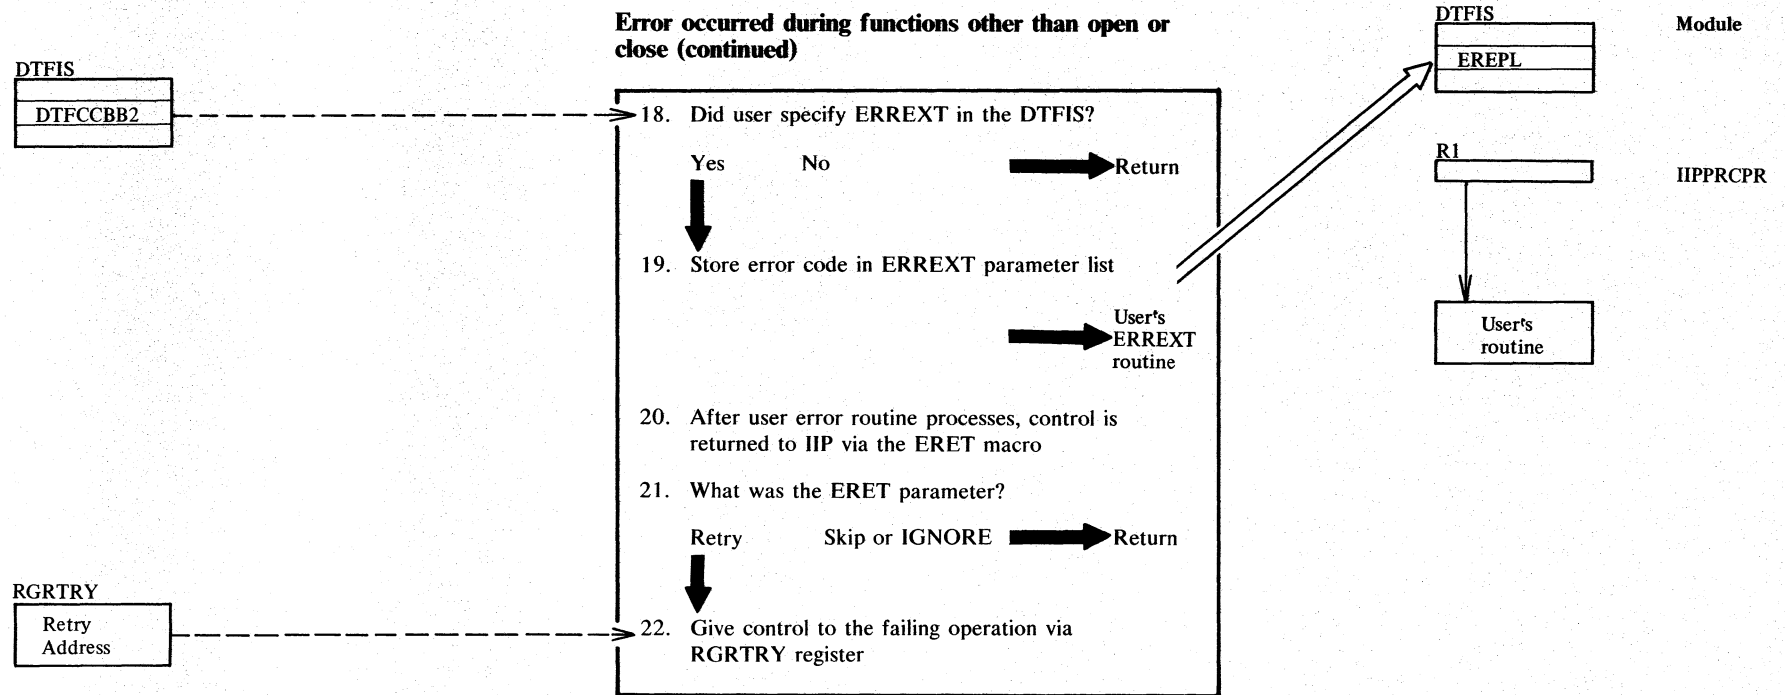 Error occurred during functions other than open or
close (continued)
DTFIS
DTFCCBB2
18. Did user specify ERREXT in the DTFIS?
Yes No Return
19. Store error code in ERREXT parameter list
User's
ERREXT
routine
20. After user error routine processes, control is
returned to IIP via the ERET macro
21. What was the ERET parameter?
Retry Skip or IGNORE Return
RGRTRY
Retry
Address
22. Give control to the failing operation via
RGRTRY register
DTFIS
EREPL
R1
User's
routine
Module
IIPPRCPR